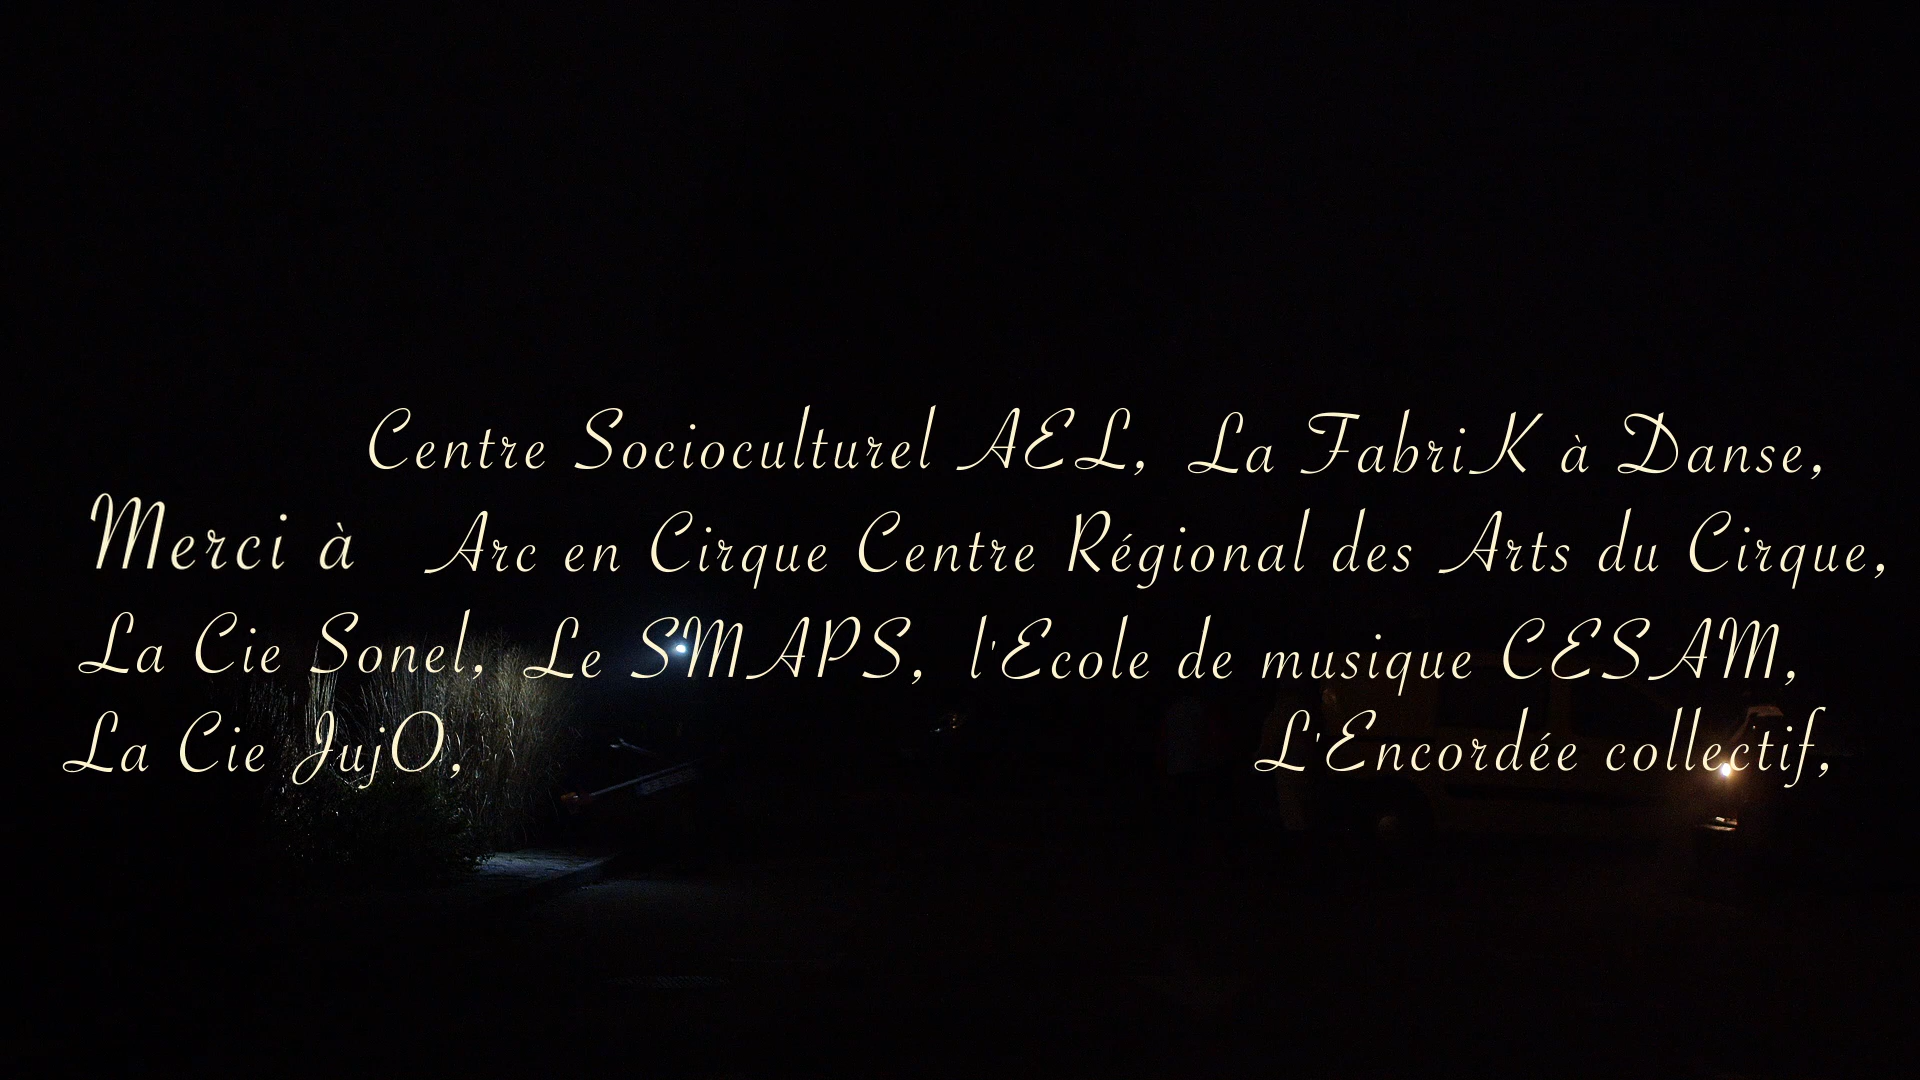 Centre Socioculturel AEL, La FabriK à Danse,
Merci à Arc en Cirque Centre Régional des Arts du Cirque,
La Cie Sonel, Le SMAPS, l'Ecole de musique CESAM,
La Cie JujO, L'Encordée collectif,